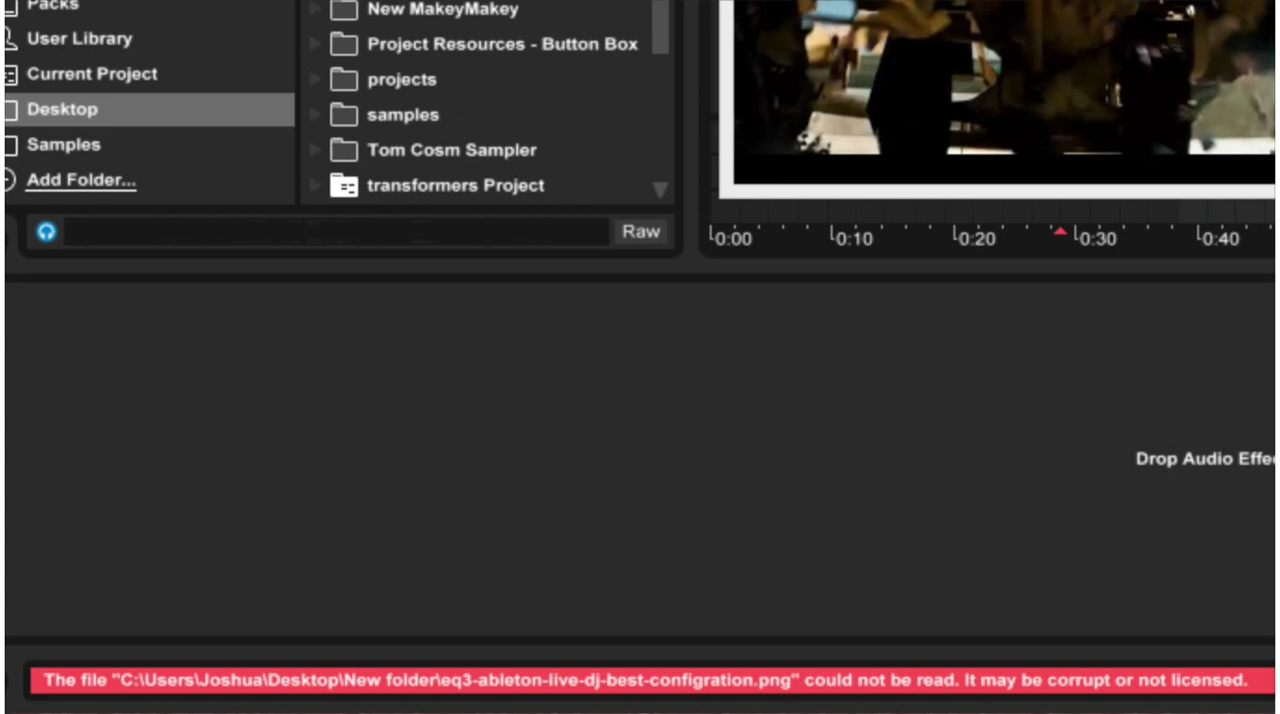 Packs
User Library
Current Project
Desktop
Samples
Add Folder...
New MakeyMakey
Project Resources - Button Box
projects
samples
Tom Cosm Sampler
transformers Project
Raw
0:00 0:10 0:20 0:30 0:40
Drop Audio Effe
The file "C:\Users\Joshua\Desktop\New folder\eq3-ableton-live-dj-best-configration.png" could not be read. It may be corrupt or not licensed.